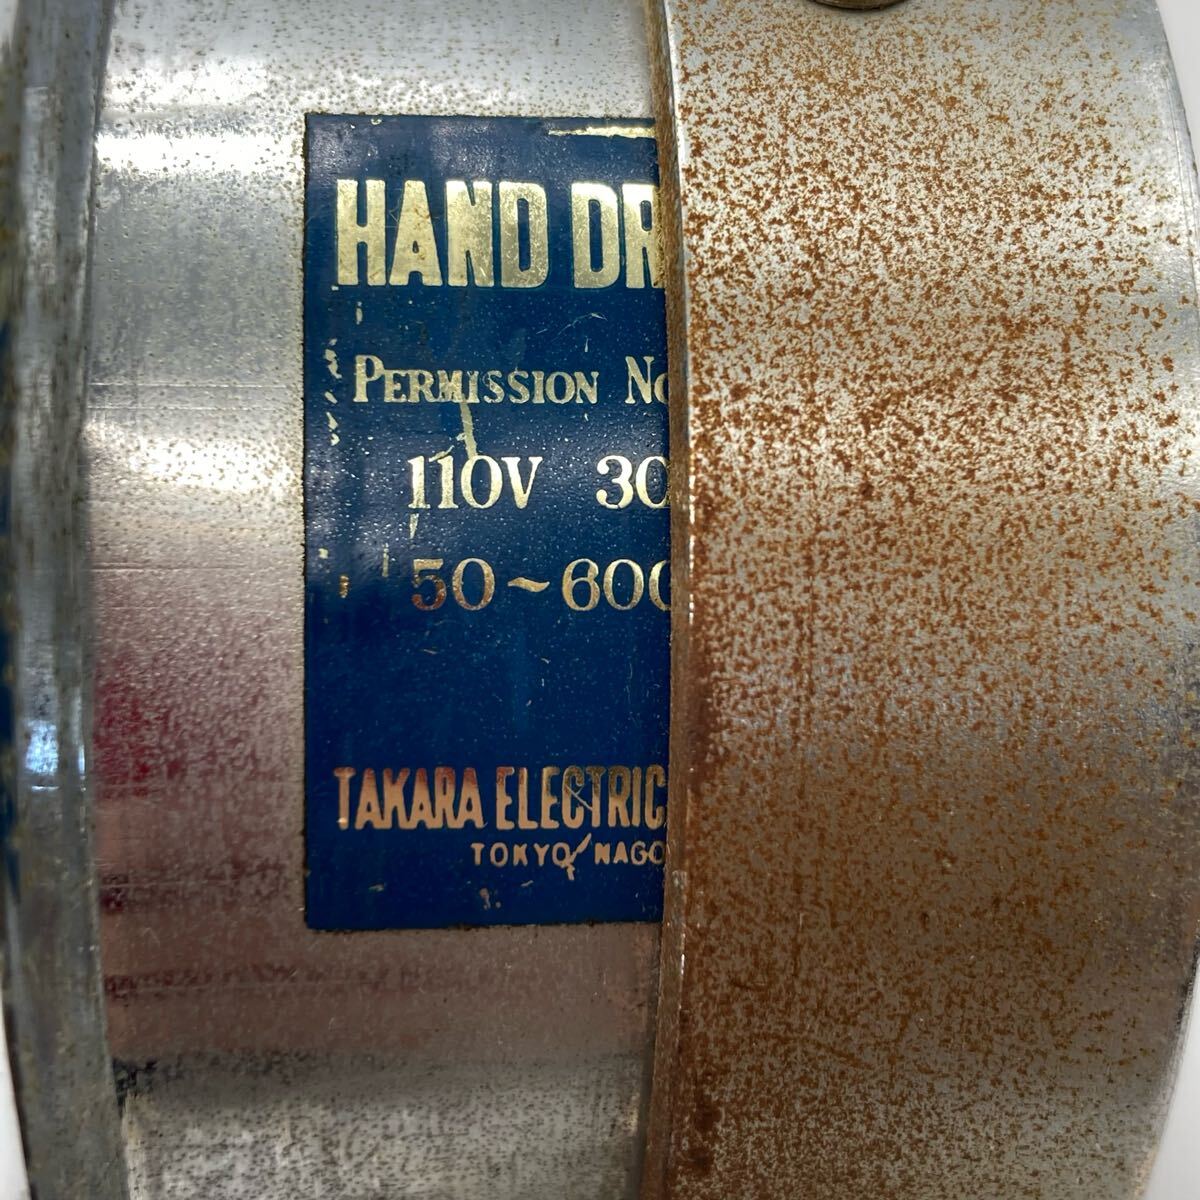 HAND DR
PERMISSION No
110V 30
50~600
TAKARA ELECTRIC
TOKYO NAGO